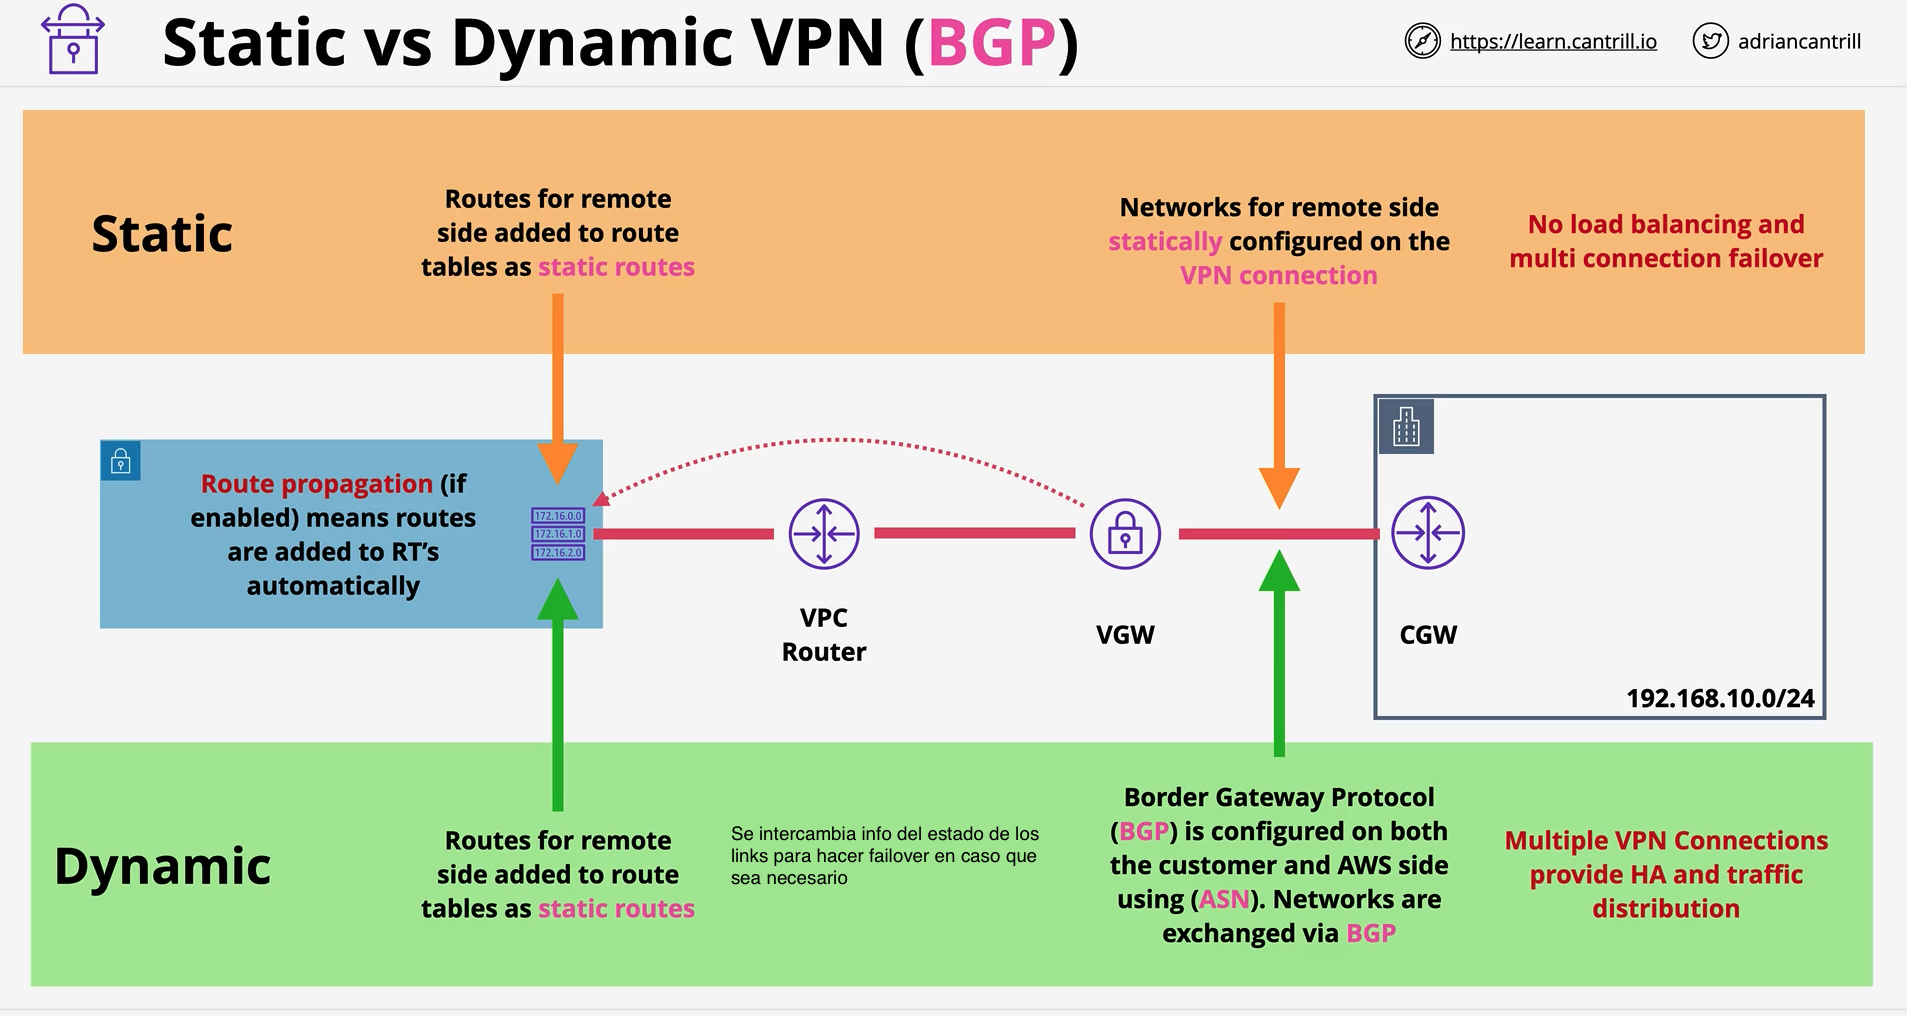 Static vs Dynamic VPN (BGP)
https://learn.cantrill.io
adriancantrill
Static
Routes for remote
side added to route
tables as static routes
Networks for remote side
statically configured on the
VPN connection
No load balancing and
multi connection failover
Route propagation (if
enabled) means routes
are added to RT’s
automatically
172.16.0.0
172.16.1.0
172.16.2.0
VPC
Router
VGW
CGW
192.168.10.0/24
Dynamic
Routes for remote
side added to route
tables as static routes
Se intercambia info del estado de los
links para hacer failover en caso que
sea necesario
Border Gateway Protocol
(BGP) is configured on both
the customer and AWS side
using (ASN). Networks are
exchanged via BGP
Multiple VPN Connections
provide HA and traffic
distribution